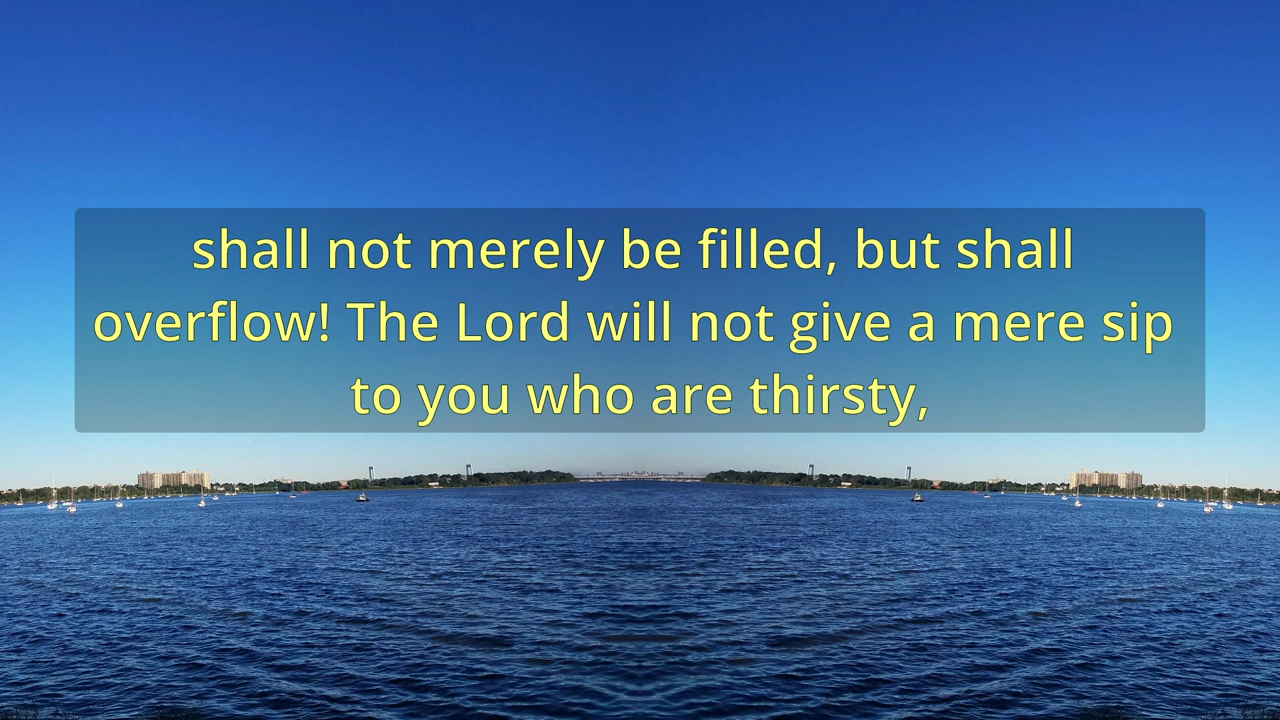 shall not merely be filled, but shall
overflow! The Lord will not give a mere sip
to you who are thirsty,